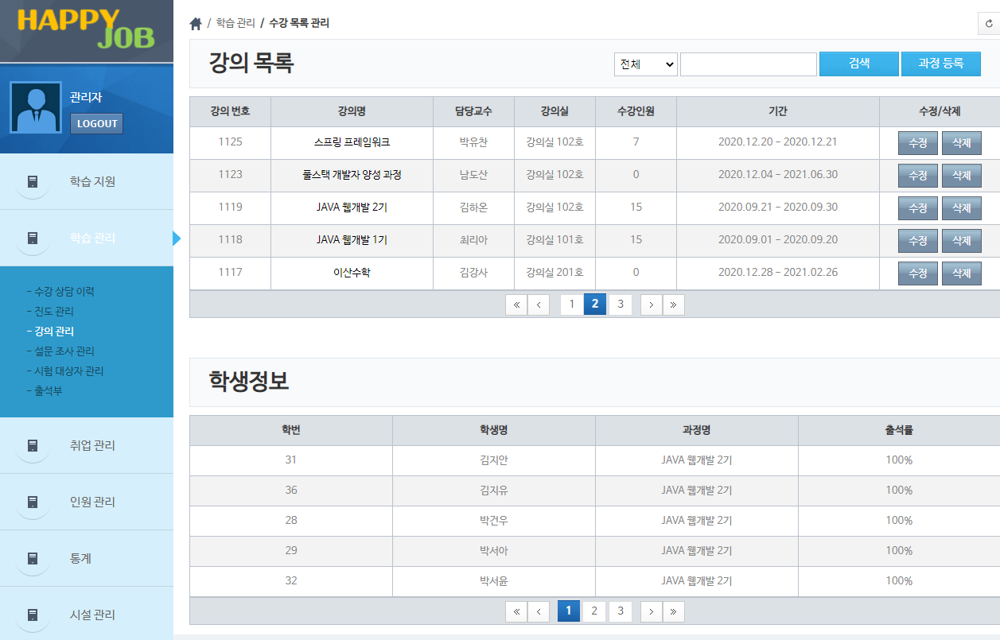 HAPPY
JOB
관리자
LOGOUT
학습 지원
학습 관리
- 수강 상담 이력
- 진도 관리
- 강의 관리
- 설문 조사 관리
- 시험 대상자 관리
- 출석부
취업 관리
인원 관리
통계
시설 관리
/ 학습 관리 / 수강 목록 관리
강의 목록
전체 검색 과정 등록
강의 번호 강의명 담당교수 강의실 수강인원 기간 수정/삭제
1125 스프링 프레임워크 박유찬 강의실 102호 7 2020.12.20 - 2020.12.21 수정 삭제
1123 풀스택 개발자 양성 과정 남도산 강의실 102호 0 2020.12.04 - 2021.06.30 수정 삭제
1119 JAVA 웹개발 2기 김하온 강의실 102호 15 2020.09.21 - 2020.09.30 수정 삭제
1118 JAVA 웹개발 1기 최리아 강의실 101호 15 2020.09.01 - 2020.09.20 수정 삭제
1117 이산수학 김강사 강의실 201호 0 2020.12.28 - 2021.02.26 수정 삭제
« ‹ 1 2 3 › »
학생정보
학번 학생명 과정명 출석률
31 김지안 JAVA 웹개발 2기 100%
36 김지유 JAVA 웹개발 2기 100%
28 박건우 JAVA 웹개발 2기 100%
29 박서아 JAVA 웹개발 2기 100%
32 박서윤 JAVA 웹개발 2기 100%
« ‹ 1 2 3 › »